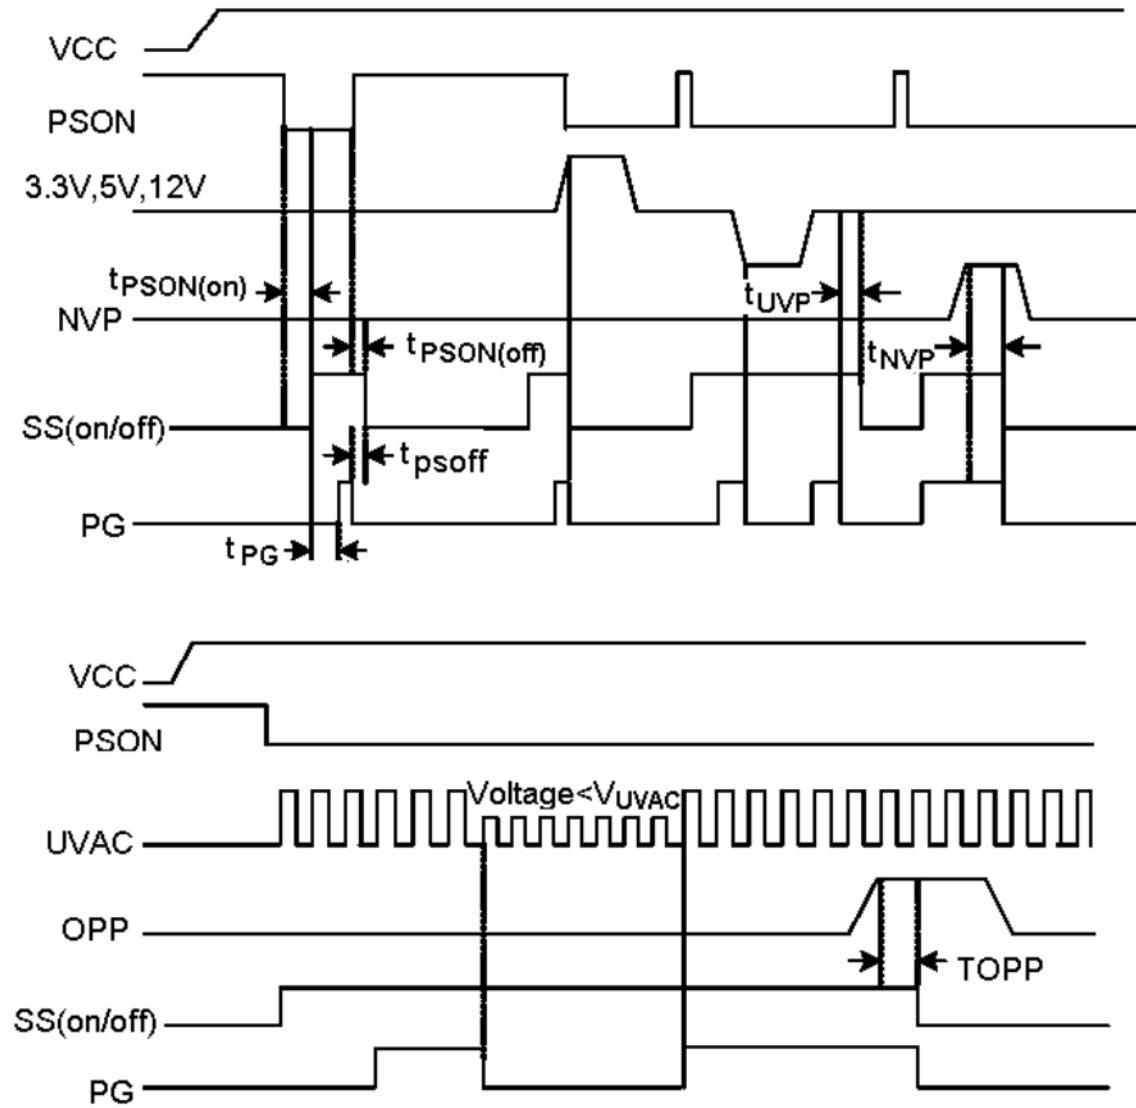 VCC
PSON
3.3V,5V,12V
tPSON(on)
tUVP
NVP
tPSON(off)
tNVP
SS(on/off)
tpsoff
PG
tPG
VCC
PSON
Voltage<VUVAC
UVAC
OPP
TOPP
SS(on/off)
PG